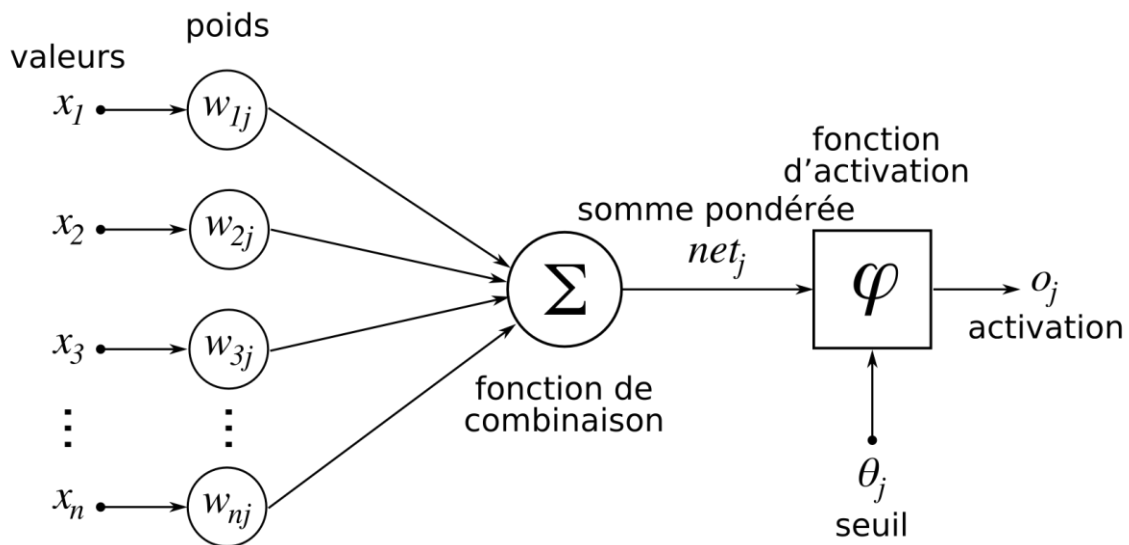 poids
valeurs
x1
w1j
x2
w2j
x3
w3j
⋮ ⋮
xn
wnj
Σ
fonction de
combinaison
somme pondérée
netj
fonction
d'activation
φ
oj
activation
θj
seuil